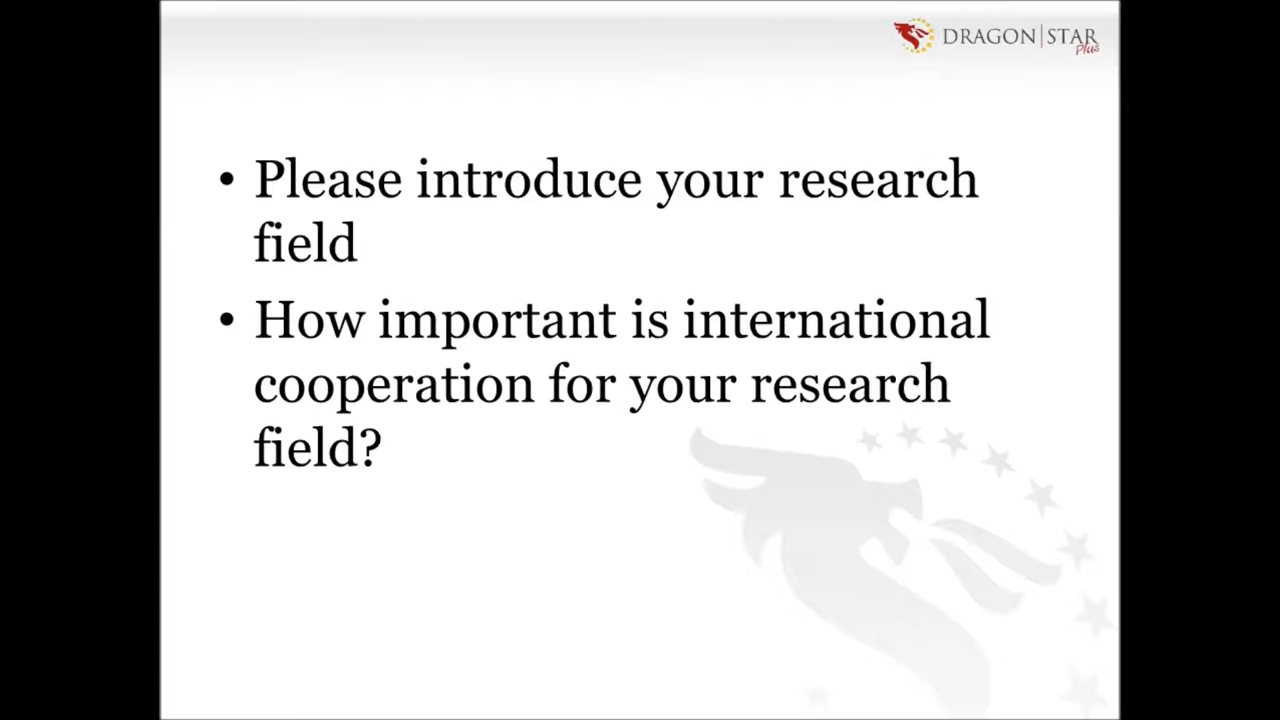 DRAGON|STAR
Plus
• Please introduce your research
field
• How important is international
cooperation for your research
field?